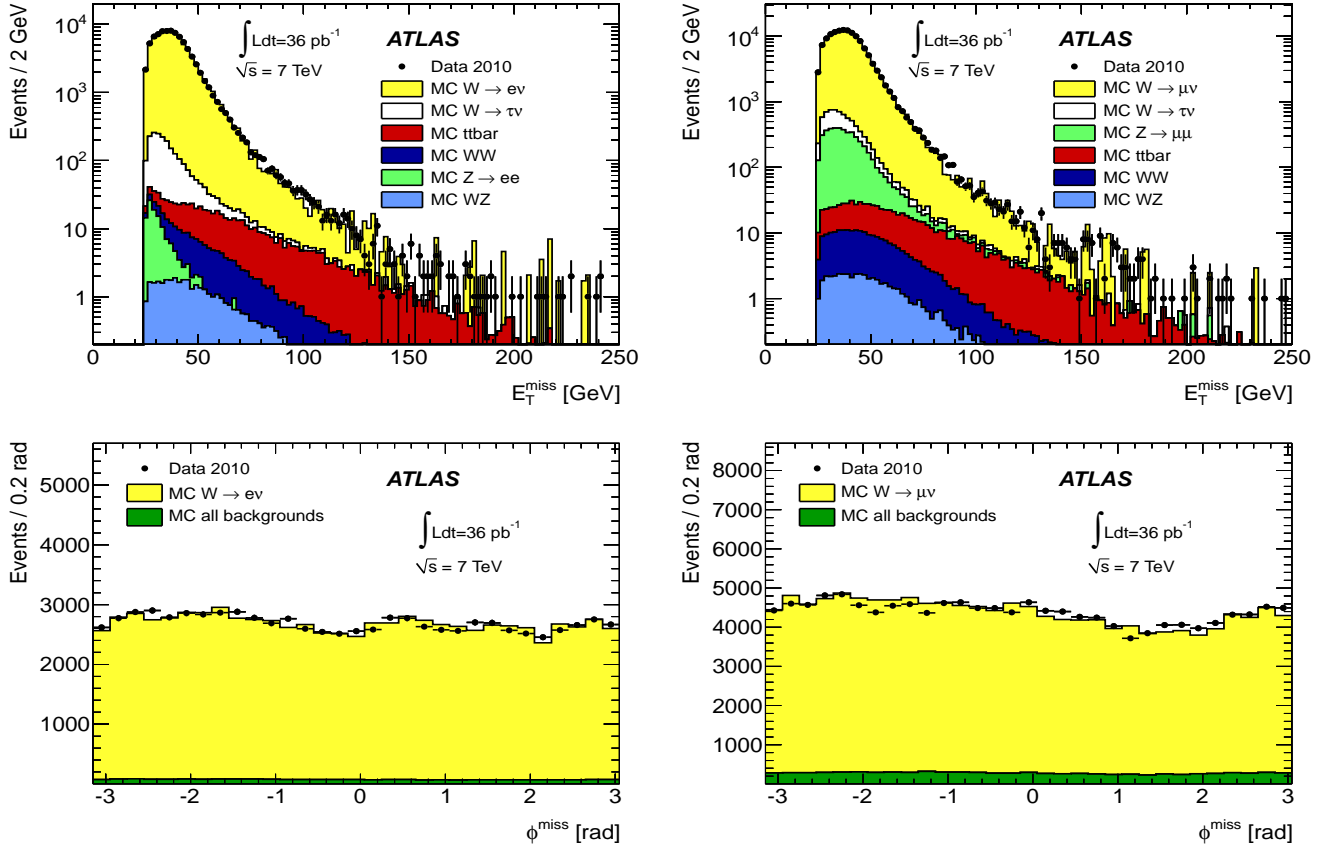 Events / 2 GeV
10⁴
10³
10²
10
1
∫Ldt=36 pb⁻¹
√s = 7 TeV
ATLAS
Data 2010
MC W → eν
MC W → τν
MC ttbar
MC WW
MC Z → ee
MC WZ
0 50 100 150 200 250
E_T^miss [GeV]
Events / 2 GeV
10⁴
10³
10²
10
1
∫Ldt=36 pb⁻¹
√s = 7 TeV
ATLAS
Data 2010
MC W → μν
MC W → τν
MC Z → μμ
MC ttbar
MC WW
MC WZ
0 50 100 150 200 250
E_T^miss [GeV]
Events / 0.2 rad
5000
4000
3000
2000
1000
Data 2010
MC W → eν
MC all backgrounds
ATLAS
∫Ldt=36 pb⁻¹
√s = 7 TeV
-3 -2 -1 0 1 2 3
ϕ^miss [rad]
Events / 0.2 rad
8000
7000
6000
5000
4000
3000
2000
1000
Data 2010
MC W → μν
MC all backgrounds
ATLAS
∫Ldt=36 pb⁻¹
√s = 7 TeV
-3 -2 -1 0 1 2 3
ϕ^miss [rad]